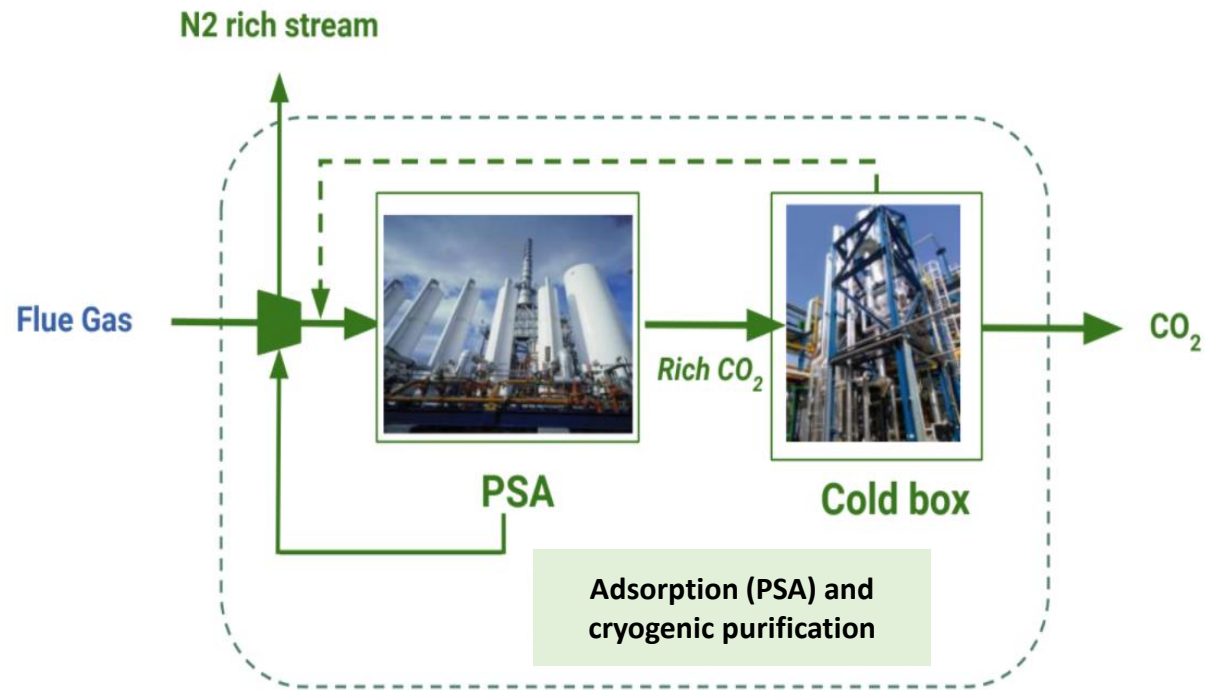 N2 rich stream
Flue Gas
Rich CO₂
CO₂
PSA
Cold box
Adsorption (PSA) and
cryogenic purification